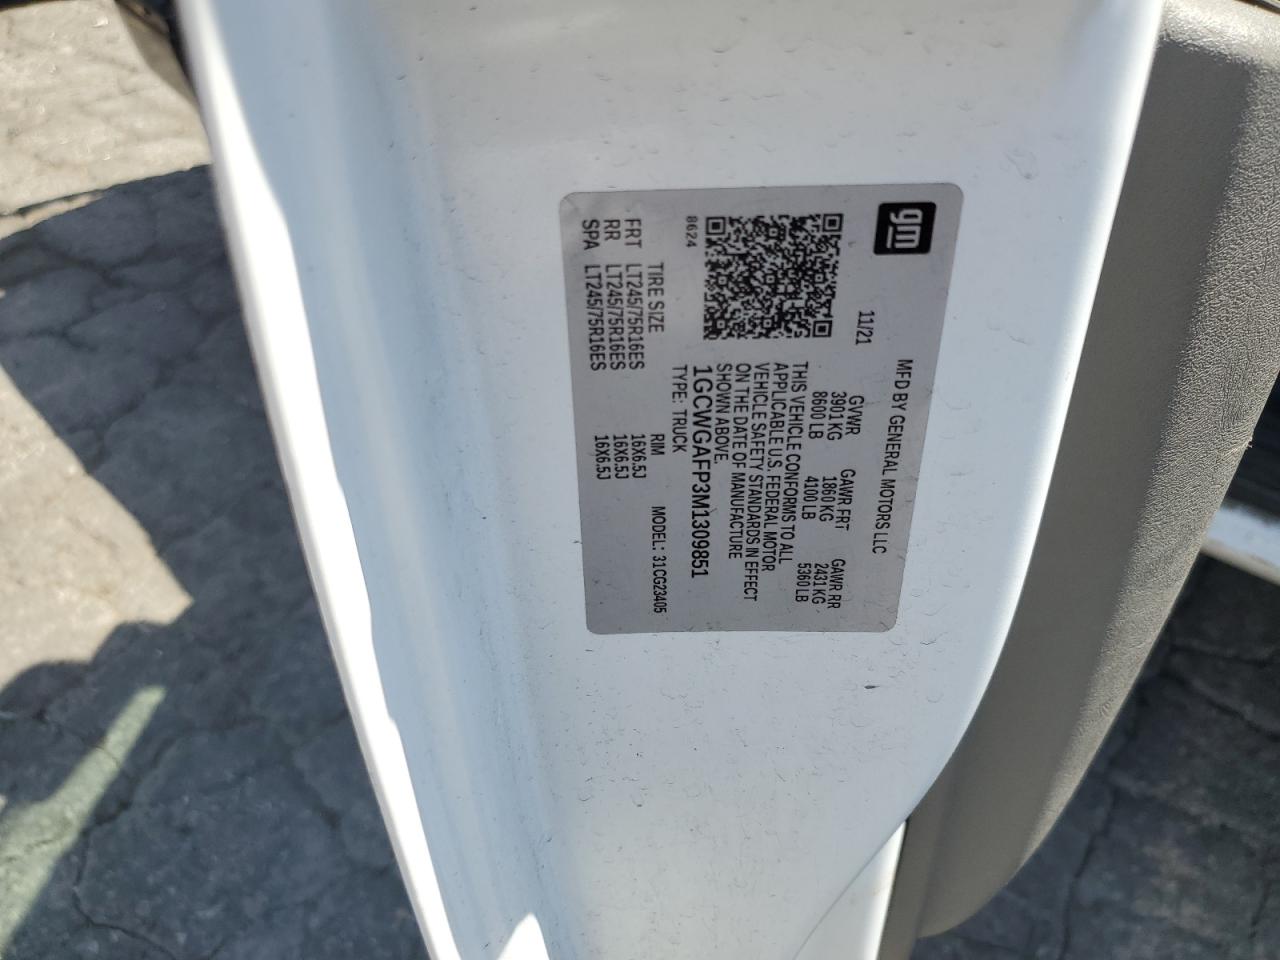 gm
MFD BY GENERAL MOTORS LLC
11/21
GVWR GAWR FRT GAWR RR
3901 KG 1860 KG 2431 KG
8600 LB 4100 LB 5360 LB
THIS VEHICLE CONFORMS TO ALL
APPLICABLE U.S. FEDERAL MOTOR
VEHICLE SAFETY STANDARDS IN EFFECT
ON THE DATE OF MANUFACTURE
SHOWN ABOVE.
8624
1GCWGAFP3M1309851
TYPE: TRUCK MODEL: 31CG23405
TIRE SIZE RIM
FRT LT245/75R16ES 16X6.5J
RR LT245/75R16ES 16X6.5J
SPA LT245/75R16ES 16X6.5J